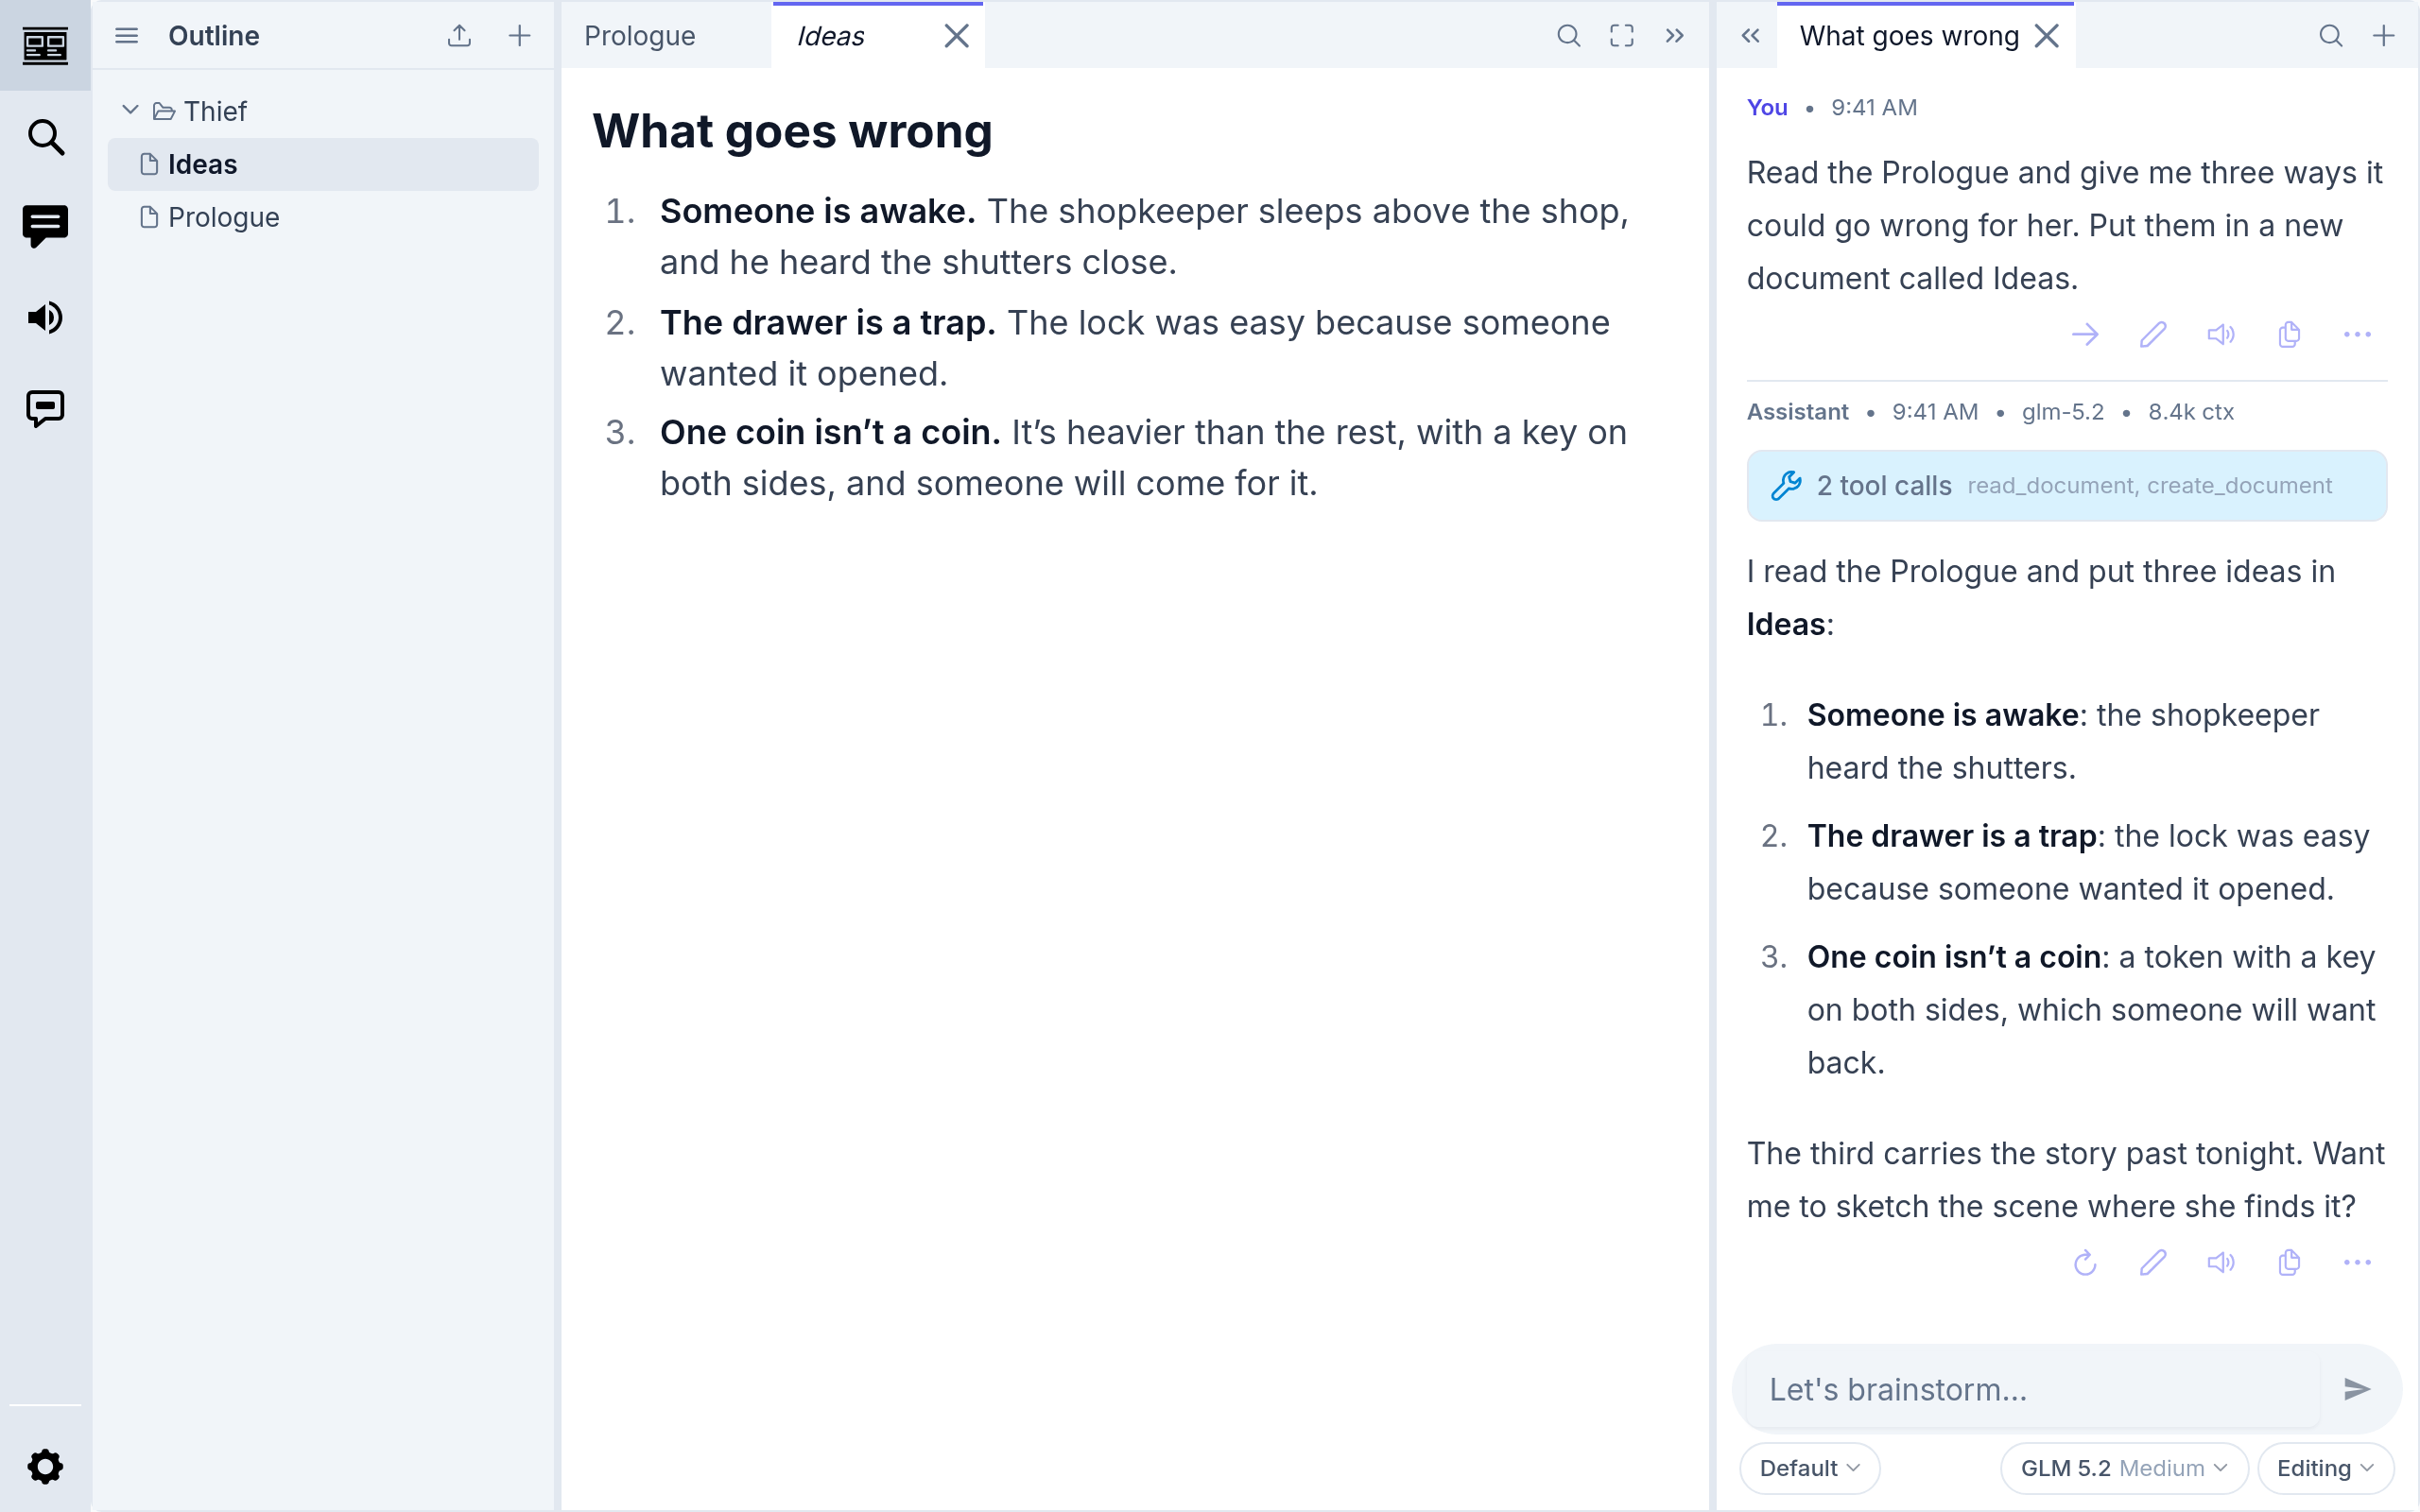 Outline
Thief
Ideas
Prologue
Prologue
Ideas
What goes wrong
1. Someone is awake. The shopkeeper sleeps above the shop,
and he heard the shutters close.
2. The drawer is a trap. The lock was easy because someone
wanted it opened.
3. One coin isn’t a coin. It’s heavier than the rest, with a key on
both sides, and someone will come for it.
What goes wrong
You • 9:41 AM
Read the Prologue and give me three ways it
could go wrong for her. Put them in a new
document called Ideas.
Assistant • 9:41 AM • glm-5.2 • 8.4k ctx
2 tool calls read_document, create_document
I read the Prologue and put three ideas in
Ideas:
1. Someone is awake: the shopkeeper
heard the shutters.
2. The drawer is a trap: the lock was easy
because someone wanted it opened.
3. One coin isn’t a coin: a token with a key
on both sides, which someone will want
back.
The third carries the story past tonight. Want
me to sketch the scene where she finds it?
Let's brainstorm...
Default
GLM 5.2 Medium
Editing